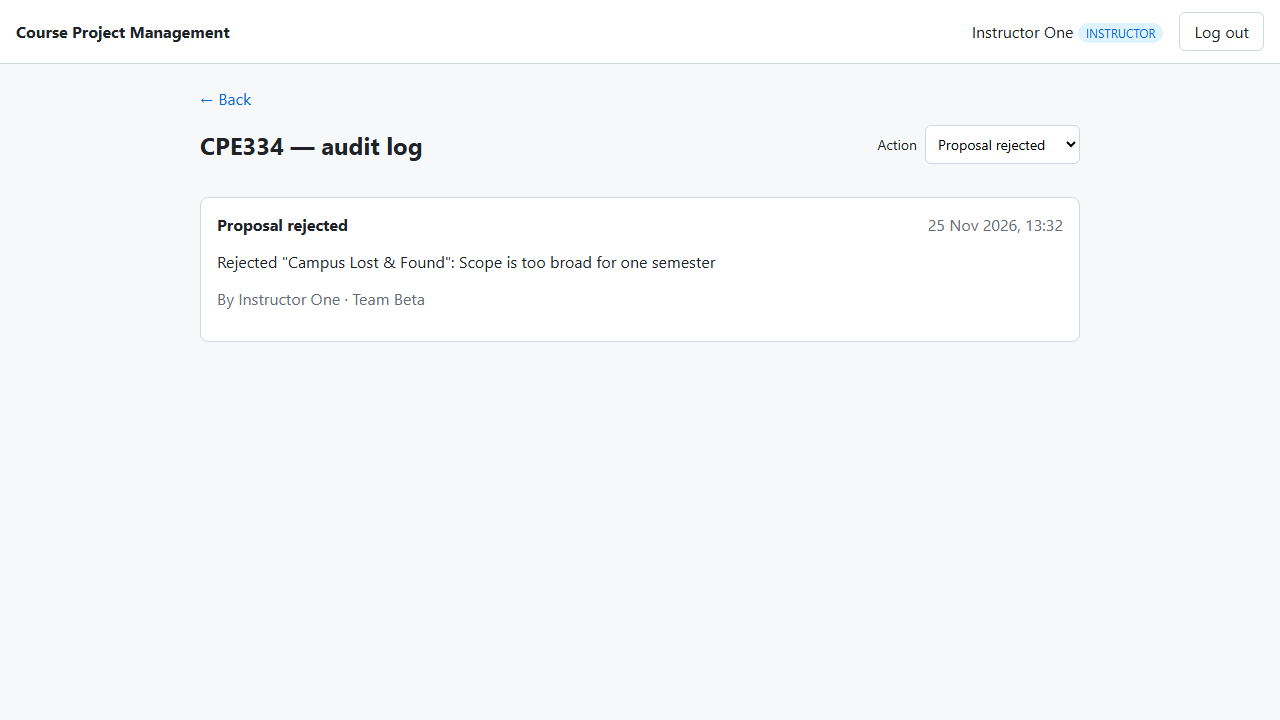 Course Project Management
Instructor One INSTRUCTOR
Log out
← Back
CPE334 — audit log
Action
Proposal rejected
Proposal rejected
25 Nov 2026, 13:32
Rejected "Campus Lost & Found": Scope is too broad for one semester
By Instructor One · Team Beta